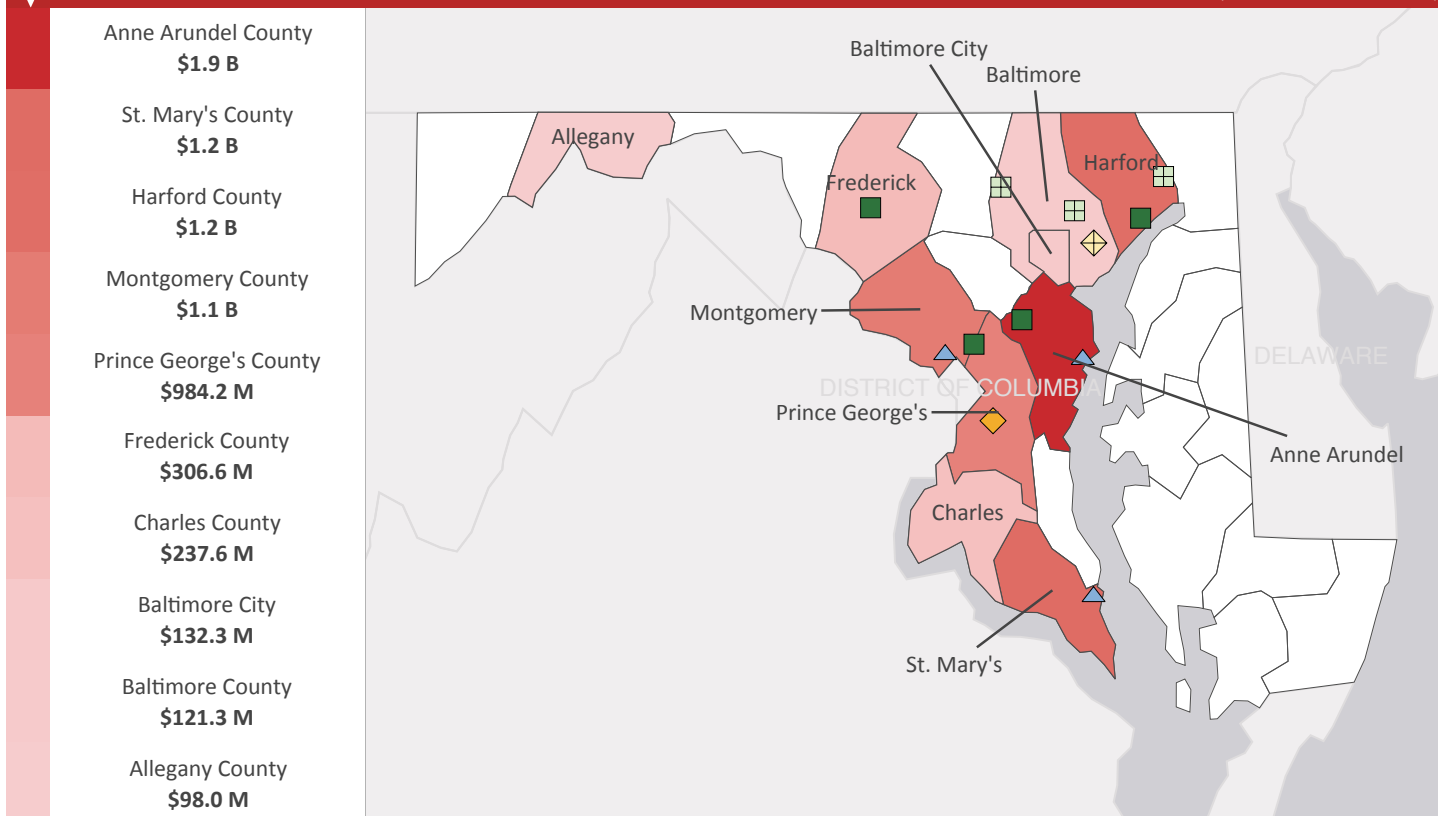 Anne Arundel County
$1.9 B
St. Mary's County
$1.2 B
Harford County
$1.2 B
Montgomery County
$1.1 B
Prince George's County
$984.2 M
Frederick County
$306.6 M
Charles County
$237.6 M
Baltimore City
$132.3 M
Baltimore County
$121.3 M
Allegany County
$98.0 M
Baltimore City
Baltimore
Allegany
Harford
Frederick
Montgomery
DELAWARE
DISTRICT OF COLUMBIA
Prince George's
Anne Arundel
Charles
St. Mary's